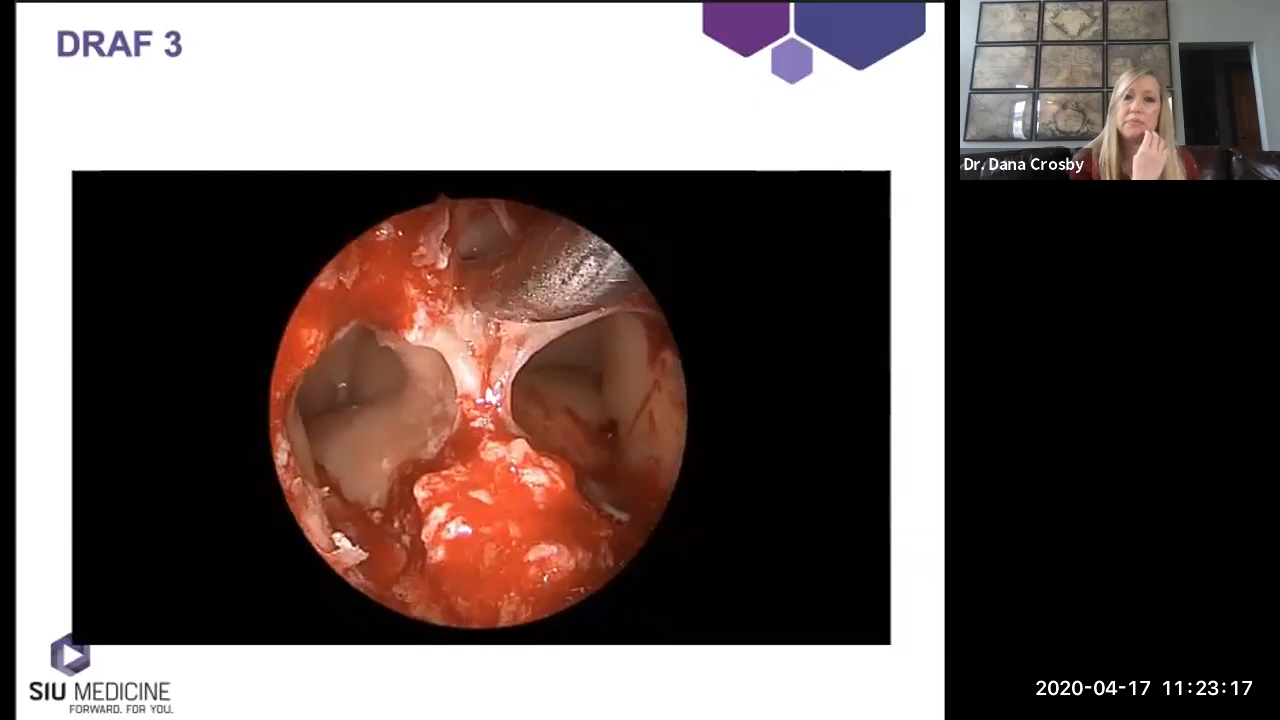 DRAF 3
Dr. Dana Crosby
SIU MEDICINE
FORWARD. FOR YOU.
2020-04-17 11:23:17